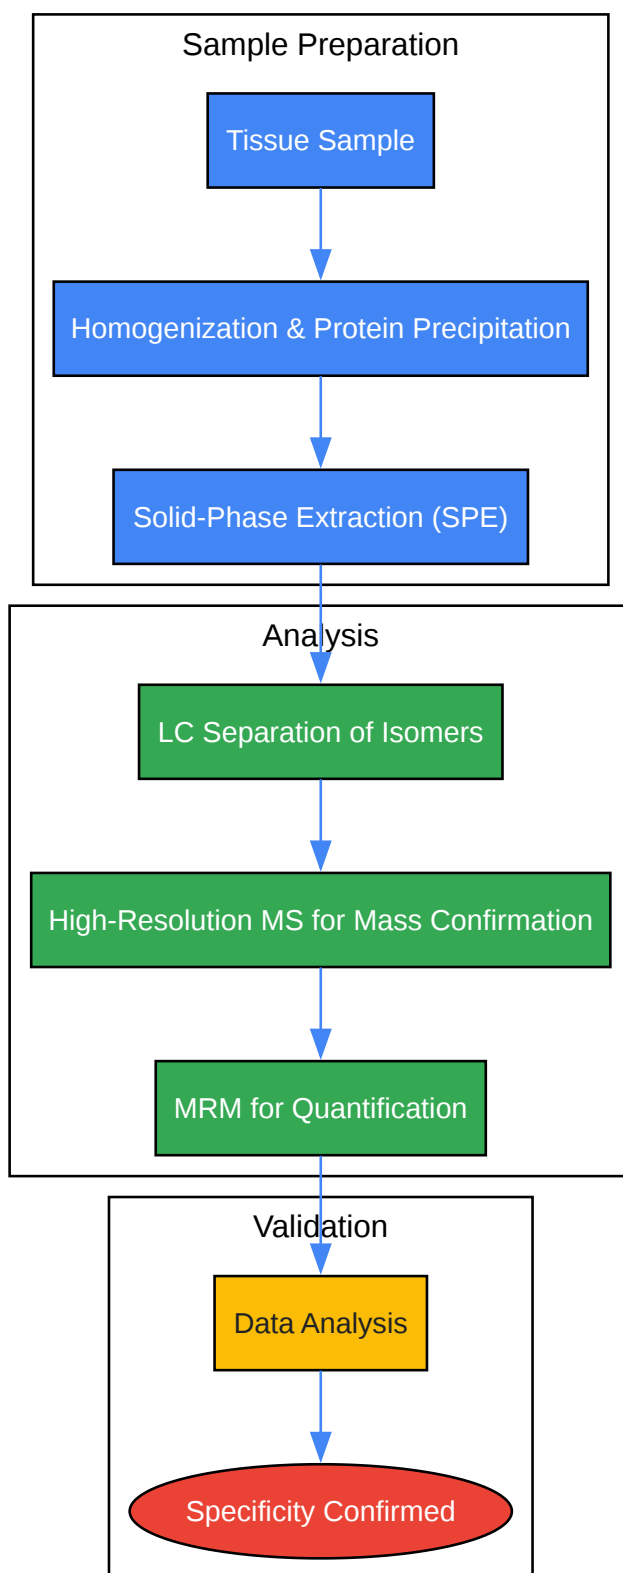 Sample Preparation
Tissue Sample
Homogenization & Protein Precipitation
Solid-Phase Extraction (SPE)
Analysis
LC Separation of Isomers
High-Resolution MS for Mass Confirmation
MRM for Quantification
Validation
Data Analysis
Specificity Confirmed